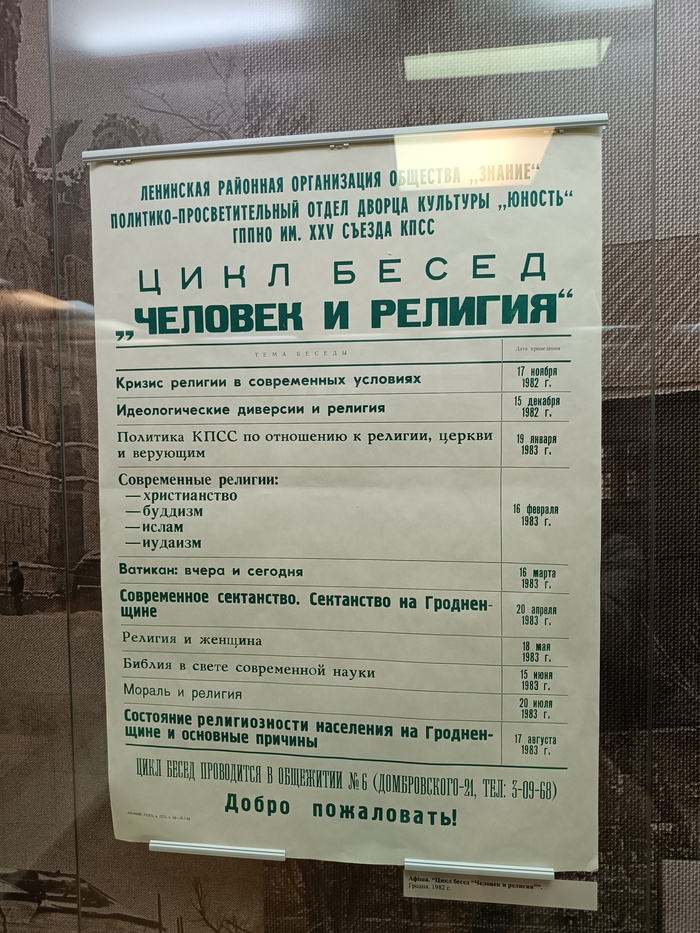 ЛЕНИНСКАЯ РАЙОННАЯ ОРГАНИЗАЦИЯ ОБЩЕСТВА „ЗНАНИЕ“
ПОЛИТИКО-ПРОСВЕТИТЕЛЬНЫЙ ОТДЕЛ ДВОРЦА КУЛЬТУРЫ „ЮНОСТЬ“
ГППНО ИМ. XXV СЪЕЗДА КПСС
ЦИКЛ БЕСЕД
„ЧЕЛОВЕК И РЕЛИГИЯ“
ТЕМА БЕСЕДЫ
Дата проведения
Кризис религии в современных условиях
17 ноября
1982 г.
Идеологические диверсии и религия
15 декабря
1982 г.
Политика КПСС по отношению к религии, церкви
и верующим
19 января
1983 г.
Современные религии:
—христианство
—буддизм
—ислам
—иудаизм
16 февраля
1983 г.
Ватикан: вчера и сегодня
16 марта
1983 г.
Современное сектанство. Сектанство на Гроднен-
щине
20 апреля
1983 г.
Религия и женщина
18 мая
1983 г.
Библия в свете современной науки
15 июня
1983 г.
Мораль и религия
20 июля
1983 г.
Состояние религиозности населения на Гроднен-
щине и основные причины
17 августа
1983 г.
ЦИКЛ БЕСЕД ПРОВОДИТСЯ В ОБЩЕЖИТИИ №6 (ДОМБРОВСКОГО-21, ТЕЛ: 3-09-68)
Добро пожаловать!
Афіша. "Цикл бесед "Человек и религия"".
Гродна. 1982 г.